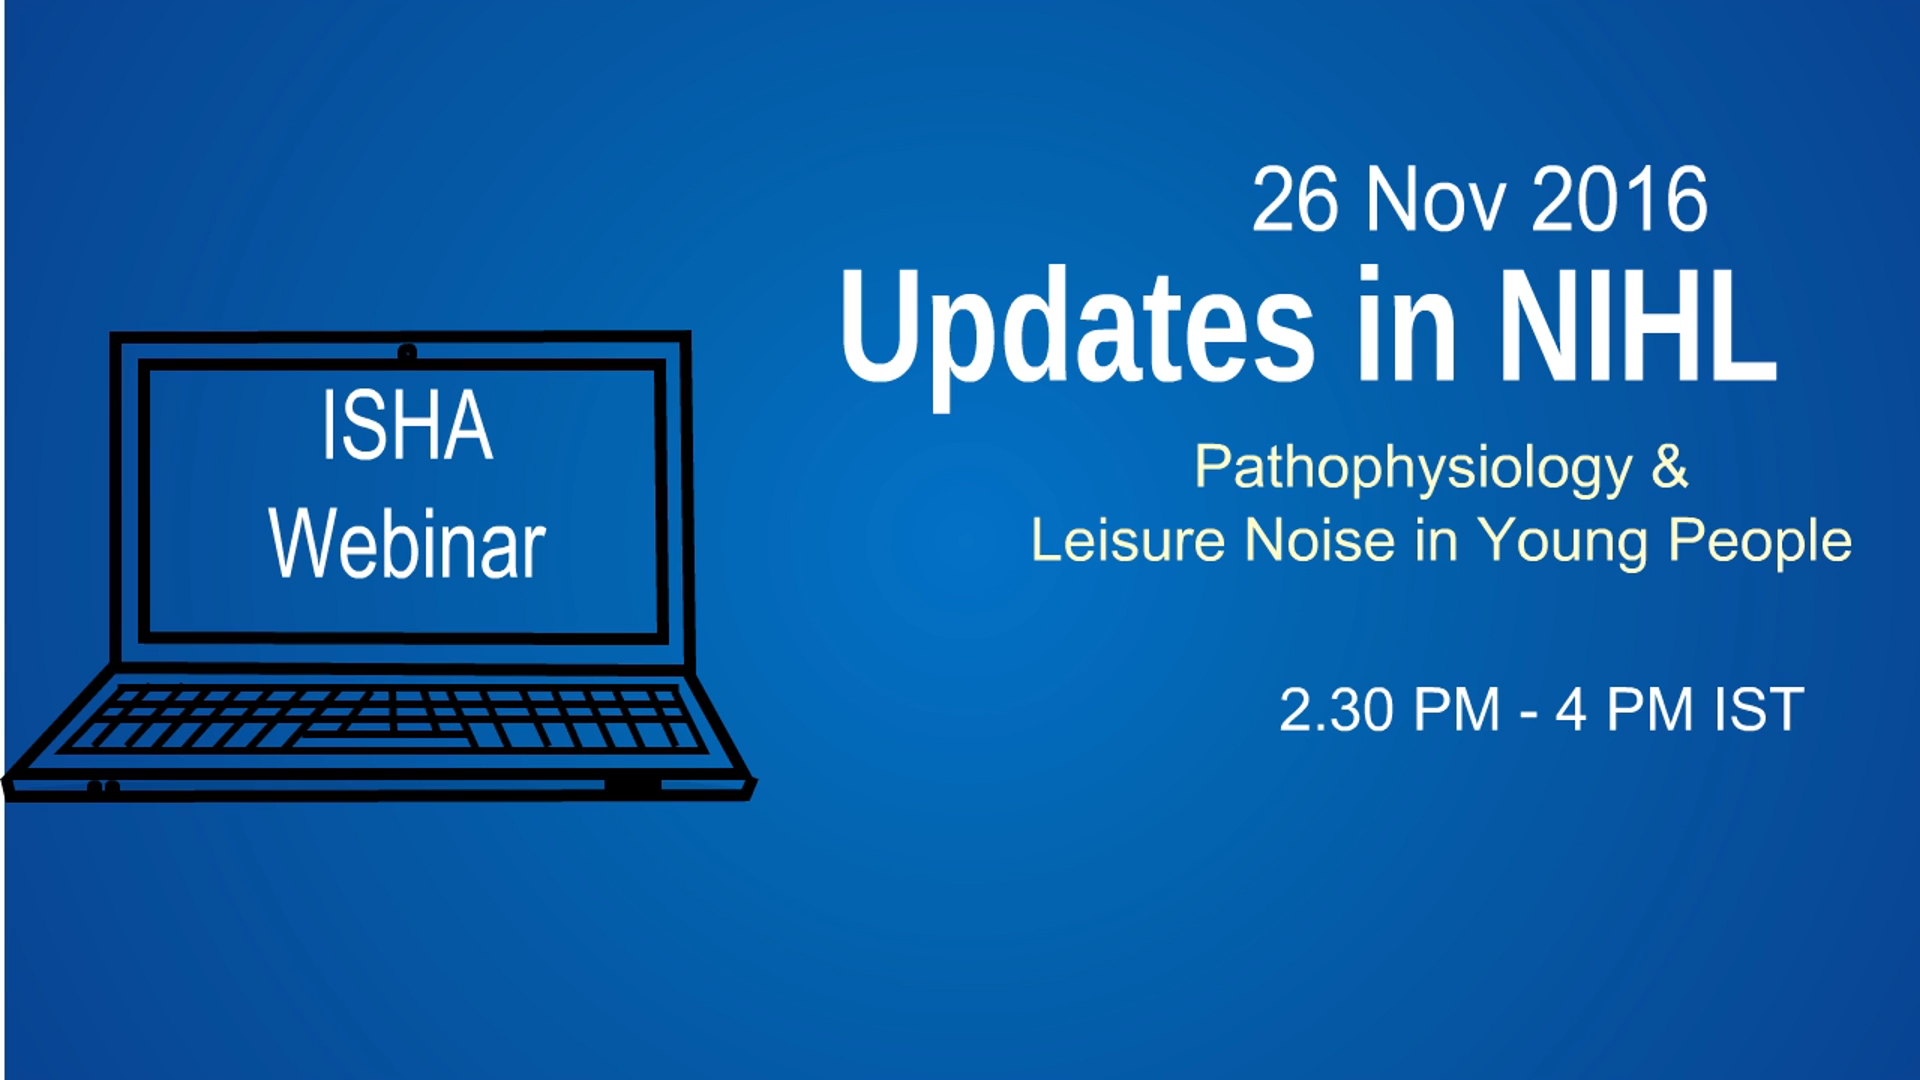 ISHA
Webinar
26 Nov 2016
Updates in NIHL
Pathophysiology &
Leisure Noise in Young People
2.30 PM - 4 PM IST